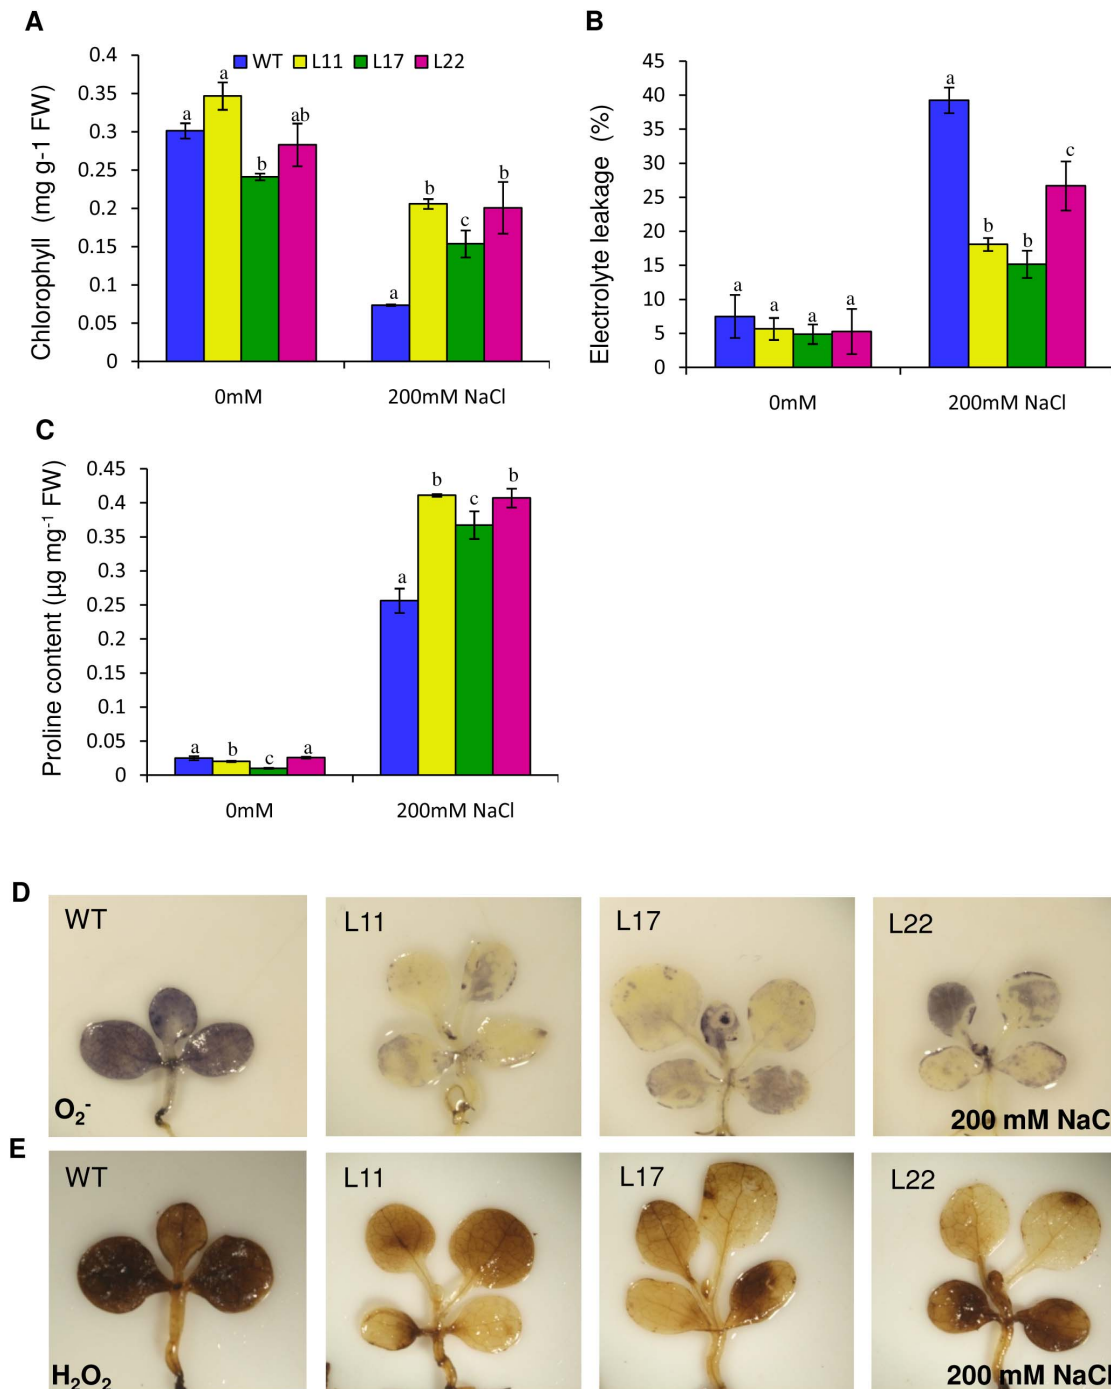 A
Chlorophyll (mg g-1 FW)
0.4
0.35
0.3
0.25
0.2
0.15
0.1
0.05
0
WT L11 L17 L22
a
a
b
ab
a
b
c
b
0mM
200mM NaCl
B
Electrolyte leakage (%)
45
40
35
30
25
20
15
10
5
0
a
a
a
a
a
b
b
c
0mM
200mM NaCl
C
Proline content (µg mg⁻¹ FW)
0.45
0.4
0.35
0.3
0.25
0.2
0.15
0.1
0.05
0
a
b
c
a
a
b
c
b
0mM
200mM NaCl
D
WT
L11
L17
L22
O₂⁻
200 mM NaC
E
WT
L11
L17
L22
H₂O₂
200 mM NaCl